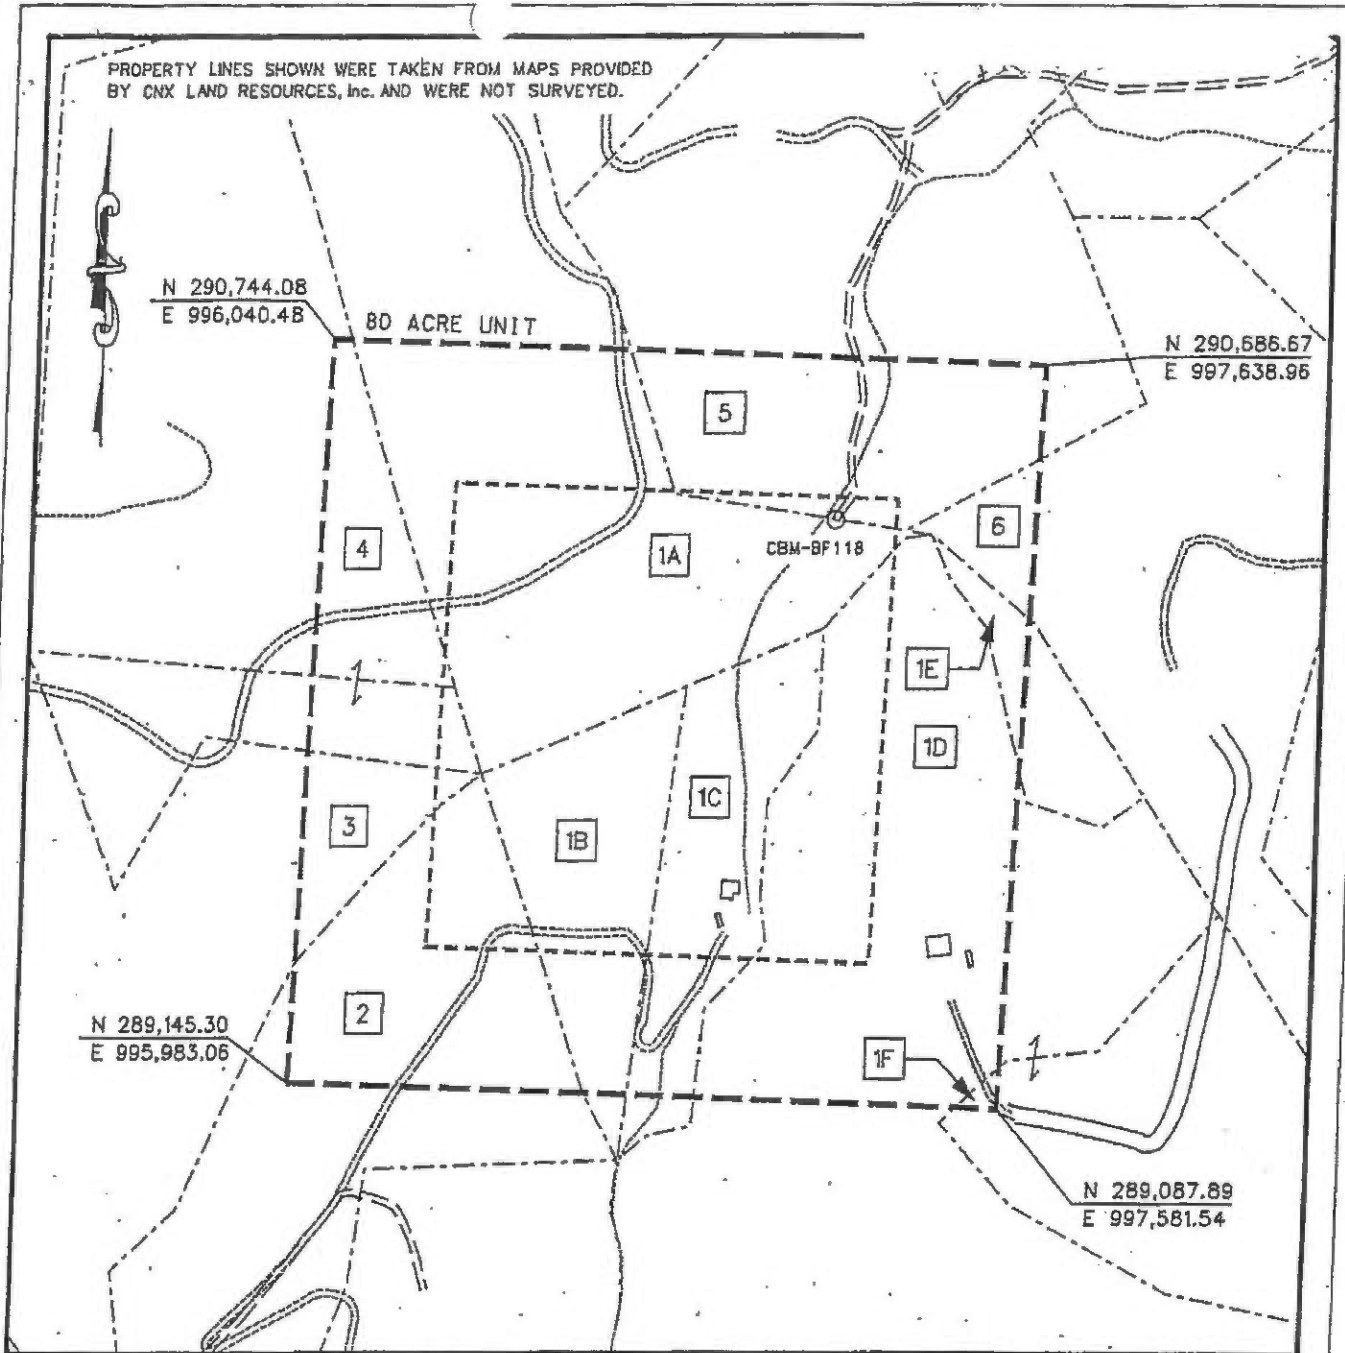 PROPERTY LINES SHOWN WERE TAKEN FROM MAPS PROVIDED
BY CNX LAND RESOURCES, Inc. AND WERE NOT SURVEYED.
N 290,744.08
E 996,040.48
80 ACRE UNIT
N 290,686.67
E 997,638.96
5
4
1A
CBM-BF118
6
1E
1D
3
1B
1C
2
N 289,145.30
E 995,983.06
1F
N 289,087.89
E 997,581.54